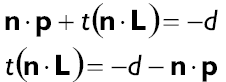 n · p + t(n · L) = −d
t(n · L) = −d − n · p